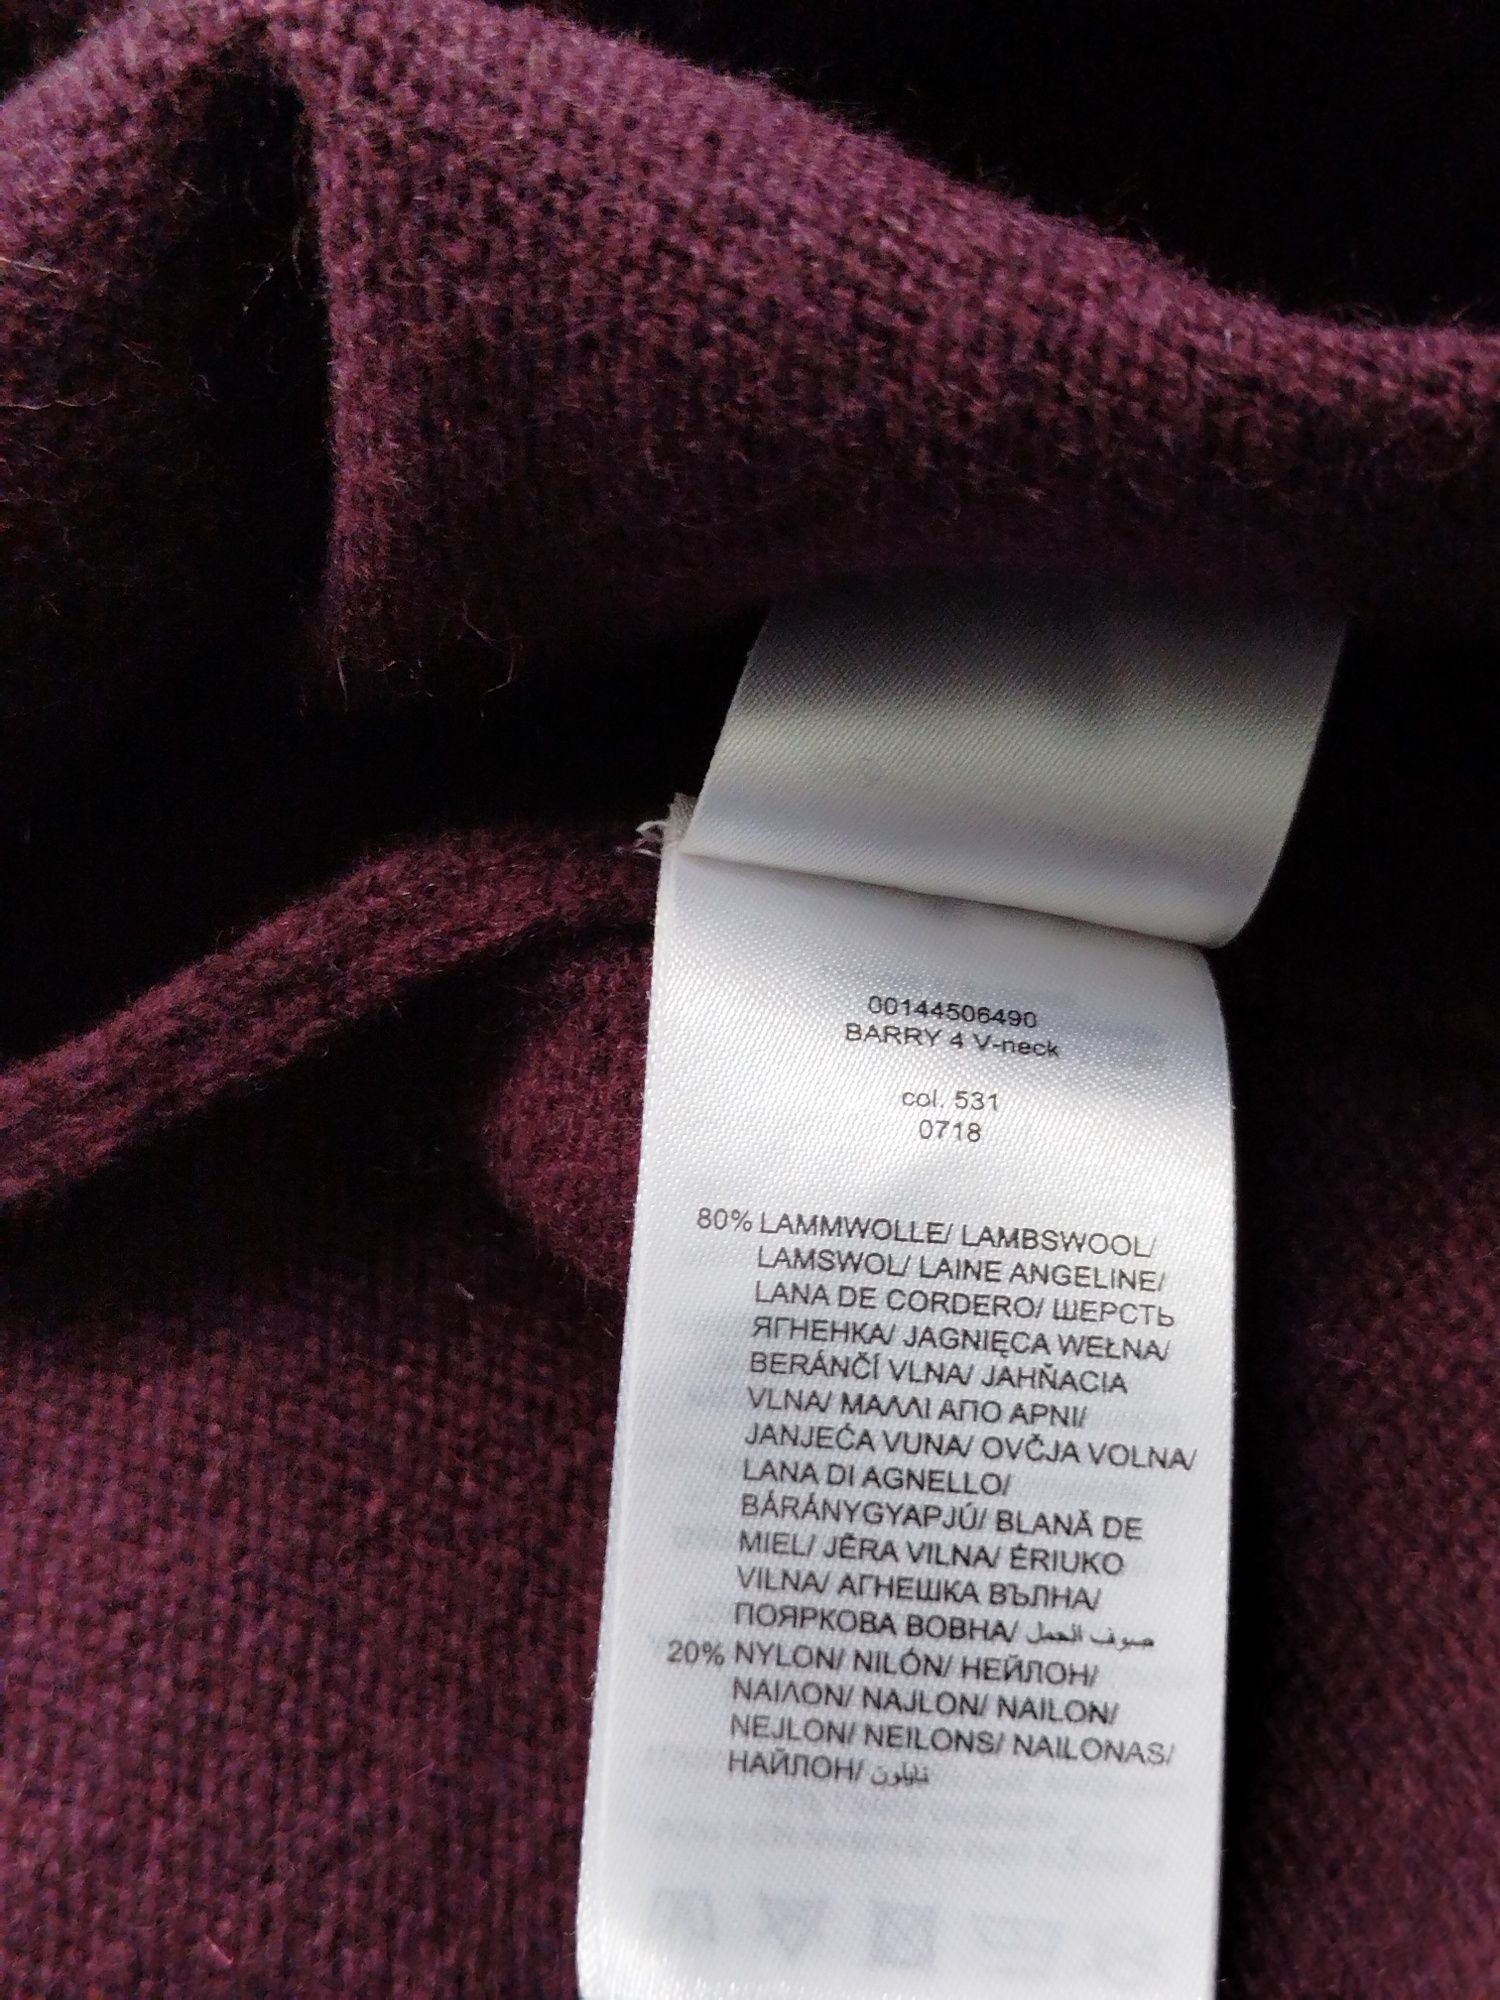 00144506490
BARRY 4 V-neck
col. 531
0718
80% LAMMWOLLE/ LAMBSWOOL/
LAMSWOL/ LAINE ANGELINE/
LANA DE CORDERO/ ШЕРСТЬ
ЯГНЕНКА/ JAGNIĘCA WEŁNA/
BERÁNČÍ VLNA/ JAHŇACIA
VLNA/ ΜΑΛΛΙ ΑΠΟ ΑΡΝΙ/
JANJEĆA VUNA/ OVČJA VOLNA/
LANA DI AGNELLO/
BÁRÁNYGYAPJÚ/ BLANĂ DE
MIEL/ JĒRA VILNA/ ĖRIUKO
VILNA/ АГНЕШКА ВЪЛНА/
ПОЯРКОВА ВОВНА/ صوف الحمل
20% NYLON/ NILÓN/ НЕЙЛОН/
ΝΑΙΛΟΝ/ NAJLON/ NAILON/
NEJLON/ NEILONS/ NAILONAS/
НАЙЛОН/ نايلون